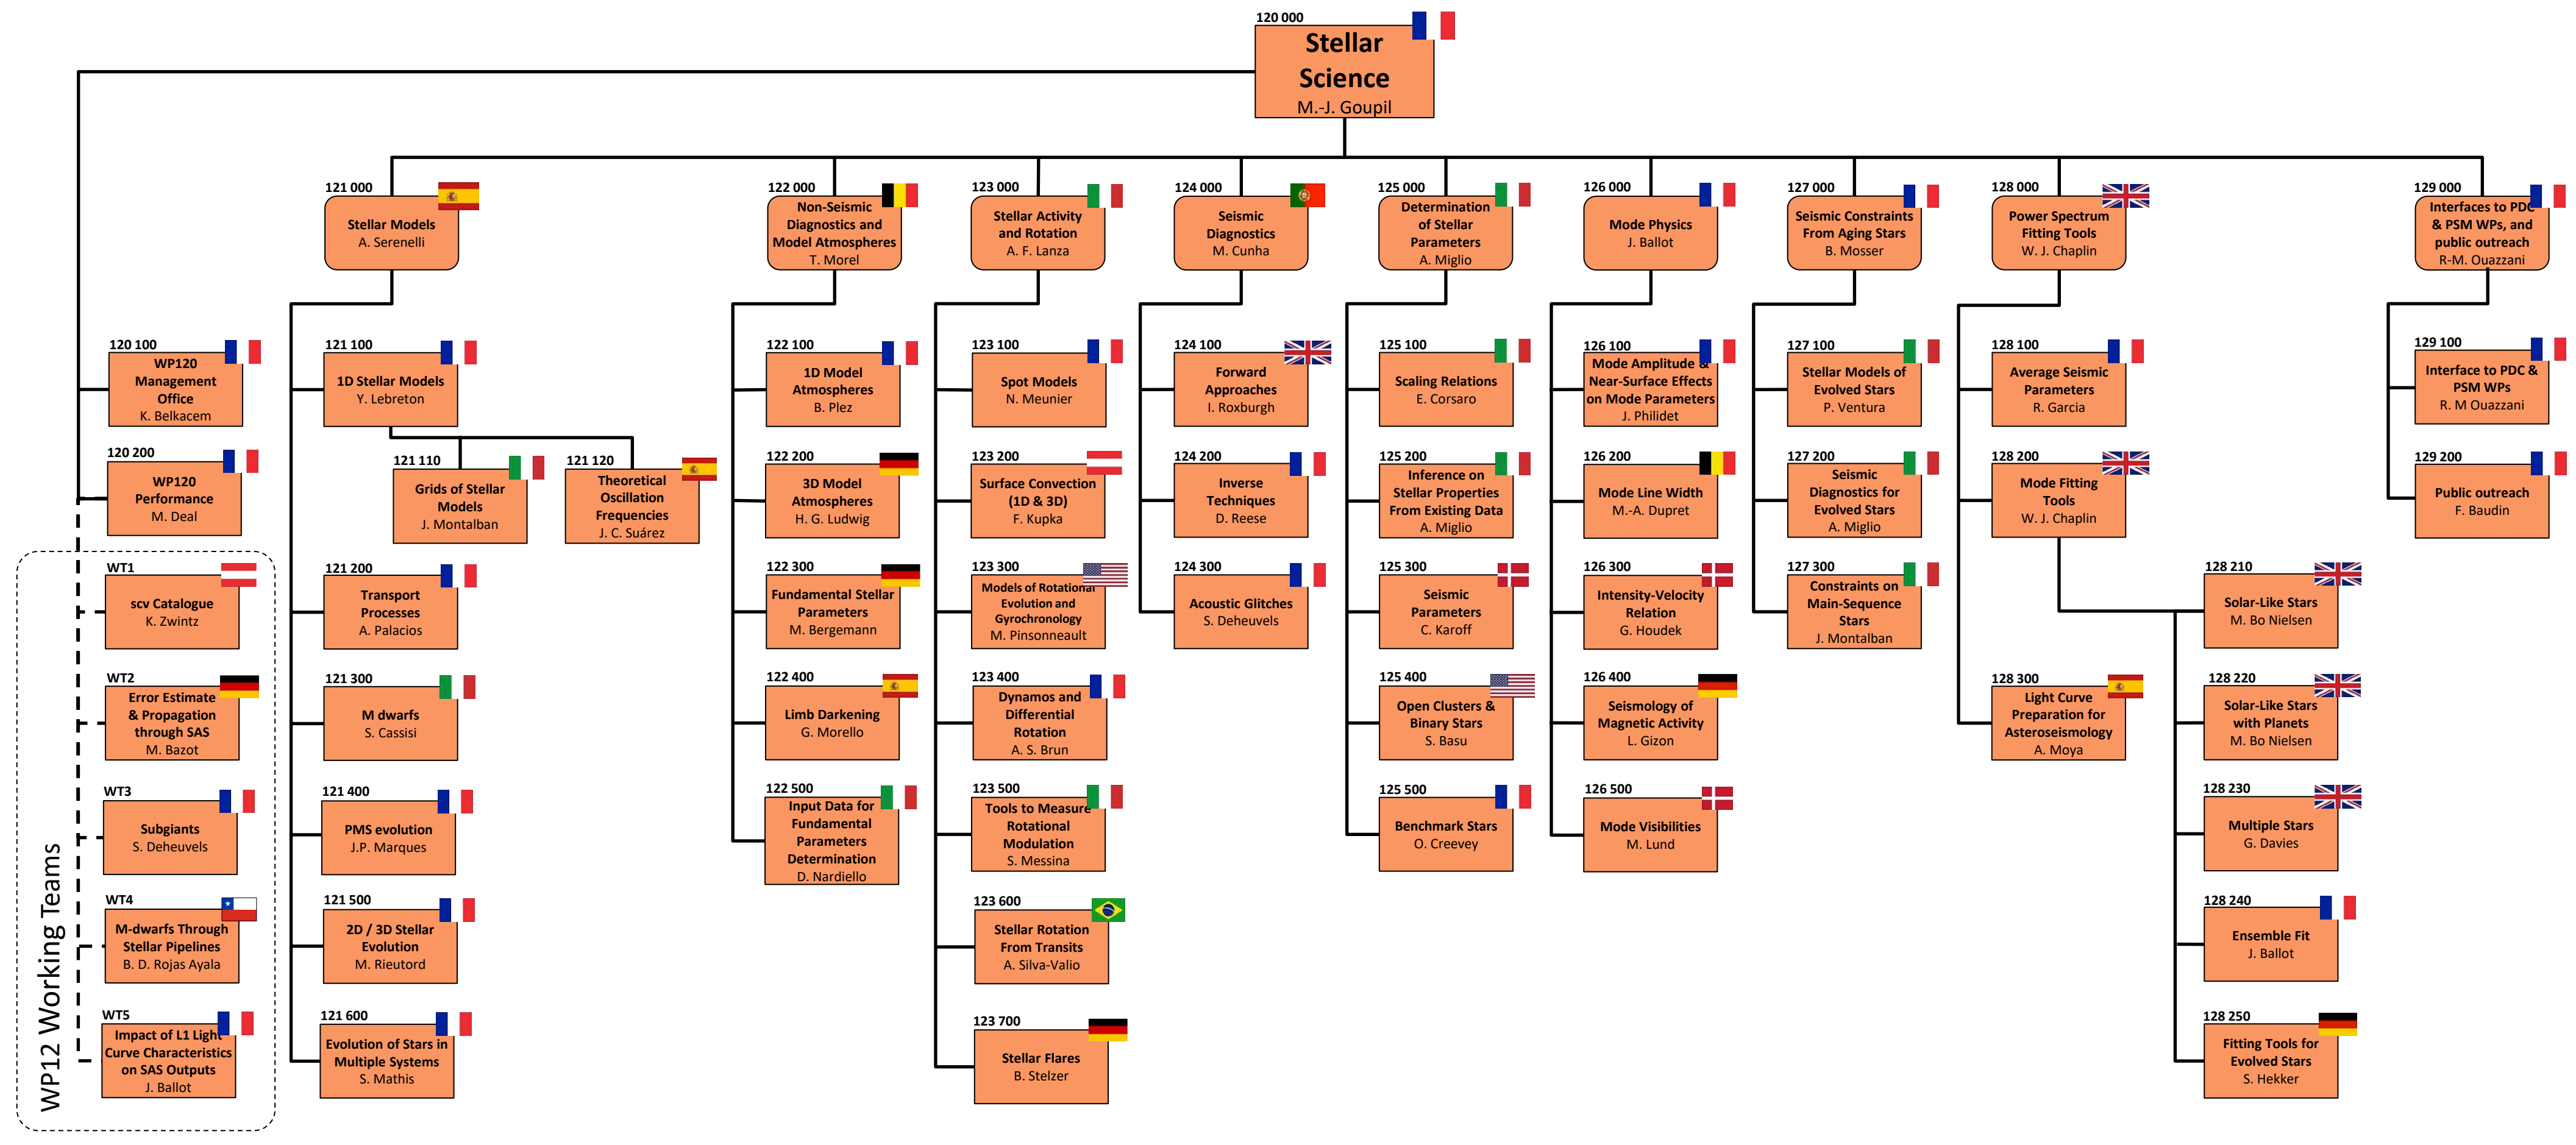 120 000
Stellar
Science
M.-J. Goupil
120 100
WP120
Management
Office
K. Belkacem
120 200
WP120
Performance
M. Deal
WP12 Working Teams
WT1
scv Catalogue
K. Zwintz
WT2
Error Estimate
& Propagation
through SAS
M. Bazot
WT3
Subgiants
S. Deheuvels
WT4
M-dwarfs Through
Stellar Pipelines
B. D. Rojas Ayala
WT5
Impact of L1 Light
Curve Characteristics
on SAS Outputs
J. Ballot
121 000
Stellar Models
A. Serenelli
121 100
1D Stellar Models
Y. Lebreton
121 110
Grids of Stellar
Models
J. Montalban
121 120
Theoretical
Oscillation
Frequencies
J. C. Suárez
121 200
Transport
Processes
A. Palacios
121 300
M dwarfs
S. Cassisi
121 400
PMS evolution
J.P. Marques
121 500
2D / 3D Stellar
Evolution
M. Rieutord
121 600
Evolution of Stars in
Multiple Systems
S. Mathis
122 000
Non-Seismic
Diagnostics and
Model Atmospheres
T. Morel
122 100
1D Model
Atmospheres
B. Plez
122 200
3D Model
Atmospheres
H. G. Ludwig
122 300
Fundamental Stellar
Parameters
M. Bergemann
122 400
Limb Darkening
G. Morello
122 500
Input Data for
Fundamental
Parameters
Determination
D. Nardiello
123 000
Stellar Activity
and Rotation
A. F. Lanza
123 100
Spot Models
N. Meunier
123 200
Surface Convection
(1D & 3D)
F. Kupka
123 300
Models of Rotational
Evolution and
Gyrochronology
M. Pinsonneault
123 400
Dynamos and
Differential
Rotation
A. S. Brun
123 500
Tools to Measure
Rotational
Modulation
S. Messina
123 600
Stellar Rotation
From Transits
A. Silva-Valio
123 700
Stellar Flares
B. Stelzer
124 000
Seismic
Diagnostics
M. Cunha
124 100
Forward
Approaches
I. Roxburgh
124 200
Inverse
Techniques
D. Reese
124 300
Acoustic Glitches
S. Deheuvels
125 000
Determination
of Stellar
Parameters
A. Miglio
125 100
Scaling Relations
E. Corsaro
125 200
Inference on
Stellar Properties
From Existing Data
A. Miglio
125 300
Seismic
Parameters
C. Karoff
125 400
Open Clusters &
Binary Stars
S. Basu
125 500
Benchmark Stars
O. Creevey
126 000
Mode Physics
J. Ballot
126 100
Mode Amplitude &
Near-Surface Effects
on Mode Parameters
J. Philidet
126 200
Mode Line Width
M.-A. Dupret
126 300
Intensity-Velocity
Relation
G. Houdek
126 400
Seismology of
Magnetic Activity
L. Gizon
126 500
Mode Visibilities
M. Lund
127 000
Seismic Constraints
From Aging Stars
B. Mosser
127 100
Stellar Models of
Evolved Stars
P. Ventura
127 200
Seismic
Diagnostics for
Evolved Stars
A. Miglio
127 300
Constraints on
Main-Sequence
Stars
J. Montalban
128 000
Power Spectrum
Fitting Tools
W. J. Chaplin
128 100
Average Seismic
Parameters
R. Garcia
128 200
Mode Fitting
Tools
W. J. Chaplin
128 300
Light Curve
Preparation for
Asteroseismology
A. Moya
128 210
Solar-Like Stars
M. Bo Nielsen
128 220
Solar-Like Stars
with Planets
M. Bo Nielsen
128 230
Multiple Stars
G. Davies
128 240
Ensemble Fit
J. Ballot
128 250
Fitting Tools for
Evolved Stars
S. Hekker
129 000
Interfaces to PDC
& PSM WPs, and
public outreach
R-M. Ouazzani
129 100
Interface to PDC &
PSM WPs
R. M Ouazzani
129 200
Public outreach
F. Baudin